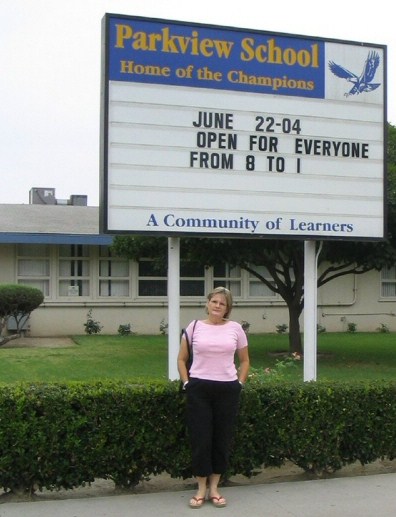 Parkview School
Home of the Champions
JUNE 22-04
OPEN FOR EVERYONE
FROM 8 TO 1
A Community of Learners